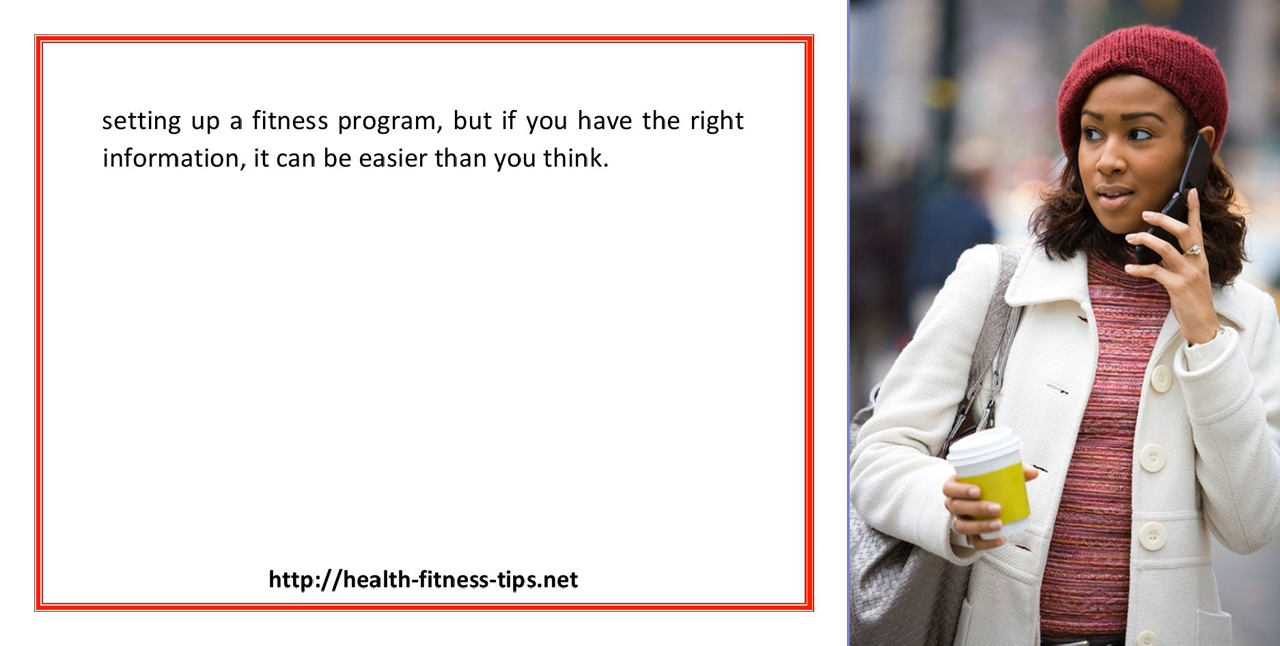 setting up a fitness program, but if you have the right
information, it can be easier than you think.
http://health-fitness-tips.net